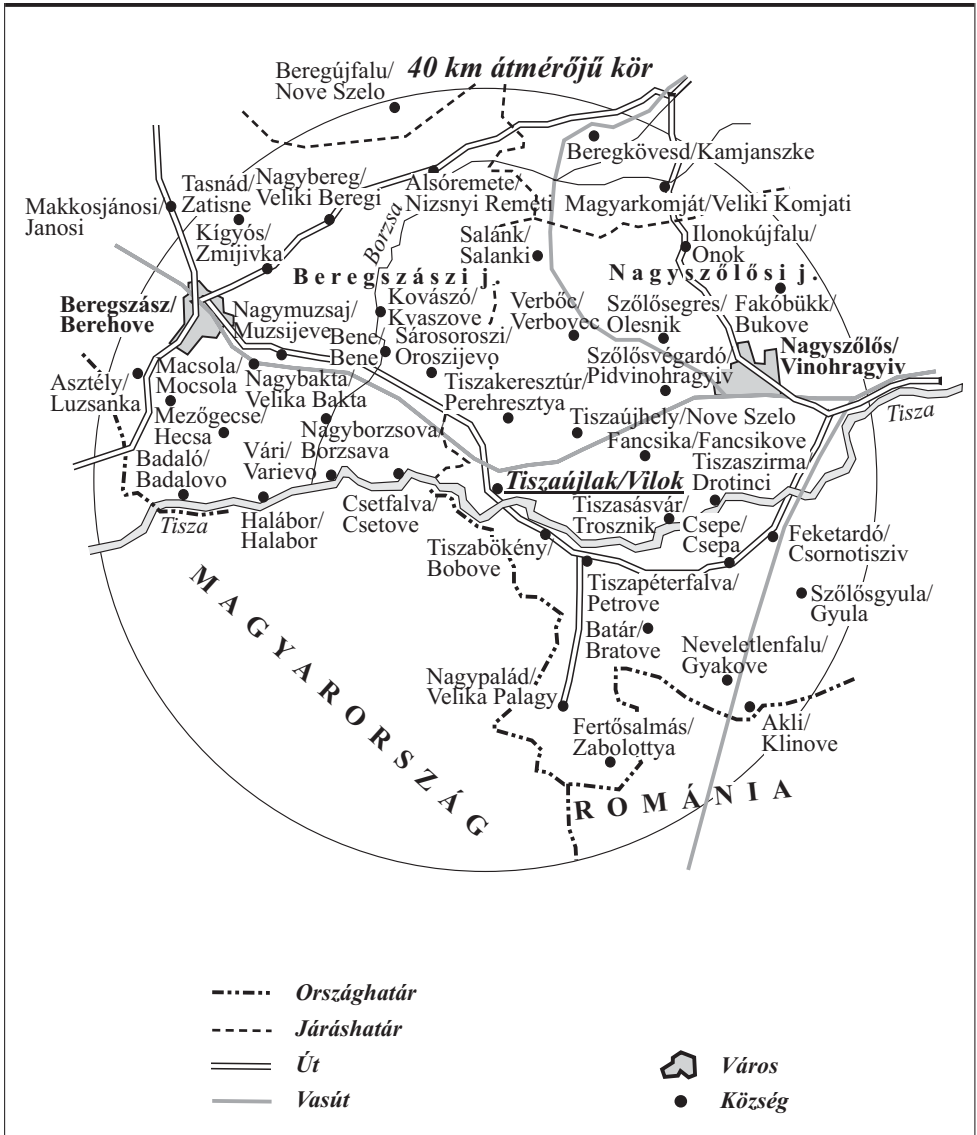 40 km átmérőjű kör
Beregújfalu/
Nove Szelo
Beregkövesd/Kamjanszke
Tasnád/
Zatisne
Nagybereg/
Veliki Beregi
Alsóremete/
Nizsnyi Remeti
Magyarkomját/Veliki Komjati
Makkosjánosi/
Janosi
Kígyós/
Zmijivka
Borzsa
Salánk/
Salanki
Ilonokújfalu/
Onok
Beregszászi j.
Nagyszőlősi j.
Beregszász/
Berehove
Nagymuzsaj/
Muzsijeve
Kovászó/
Kvaszove
Verbőc/
Verbovec
Szőlősegres/
Olesnik
Fakóbükk/
Bukove
Bene/
Bene
Sárosoroszi/
Oroszijevo
Szőlősvégardó/
Pidvinohragyiv
Nagyszőlős/
Vinohragyiv
Asztély/
Luzsanka
Macsola/
Mocsola
Nagybakta/
Velika Bakta
Tiszakeresztúr/
Perehresztya
Tisza
Mezőgecse/
Hecsa
Nagyborzsova/
Borzsava
Tiszaújhely/Nove Szelo
Fancsika/Fancsikove
Badaló/
Badalovo
Vári/
Varievo
Tiszaszirma/
Drotinci
Tiszaújlak/Vilok
Csetfalva/
Csetove
Tiszasásvár/
Trosznik
Csepe/
Csepa
Tisza
Halábor/
Halabor
Tiszabökény/
Bobove
Feketardó/
Csornotisziv
Tiszapéterfalva/
Petrove
Szőlősgyula/
Gyula
MAGYARORSZÁG
Batár/
Bratove
Neveletlenfalu/
Gyakove
Nagypalád/
Velika Palagy
Fertősalmás/
Zabolottya
Akli/
Klinove
ROMÁNIA
Országhatár
Járáshatár
Út
Vasút
Város
Község